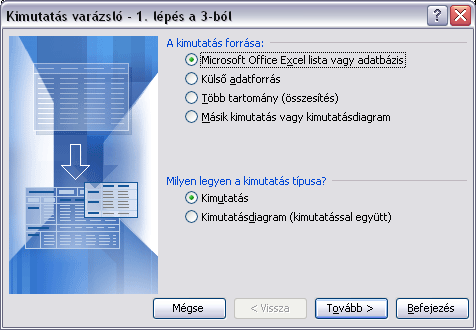 Kimutatás varázsló - 1. lépés a 3-ból
A kimutatás forrása:
Microsoft Office Excel lista vagy adatbázis
Külső adatforrás
Több tartomány (összesítés)
Másik kimutatás vagy kimutatásdiagram
Milyen legyen a kimutatás típusa?
Kimutatás
Kimutatásdiagram (kimutatással együtt)
Mégse
< Vissza
Tovább >
Befejezés